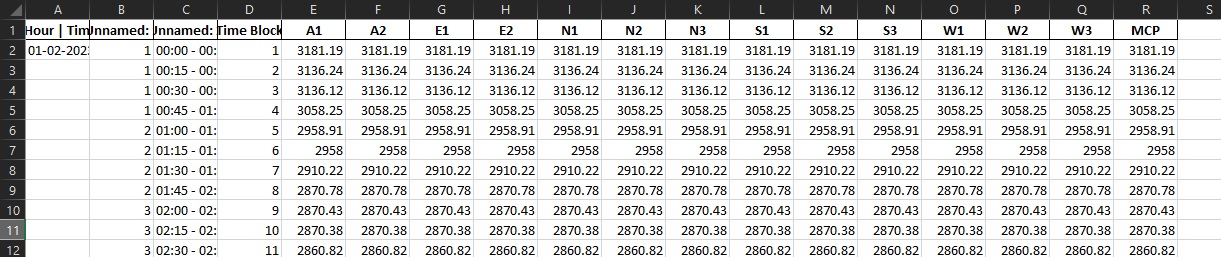 A B C D E F G H I J K L M N O P Q R S
1 Hour | Tim Unnamed: Unnamed: Time Block A1 A2 E1 E2 N1 N2 N3 S1 S2 S3 W1 W2 W3 MCP
2 01-02-202 1 00:00 - 00: 1 3181.19 3181.19 3181.19 3181.19 3181.19 3181.19 3181.19 3181.19 3181.19 3181.19 3181.19 3181.19 3181.19 3181.19
3 1 00:15 - 00: 2 3136.24 3136.24 3136.24 3136.24 3136.24 3136.24 3136.24 3136.24 3136.24 3136.24 3136.24 3136.24 3136.24 3136.24
4 1 00:30 - 00: 3 3136.12 3136.12 3136.12 3136.12 3136.12 3136.12 3136.12 3136.12 3136.12 3136.12 3136.12 3136.12 3136.12 3136.12
5 1 00:45 - 01: 4 3058.25 3058.25 3058.25 3058.25 3058.25 3058.25 3058.25 3058.25 3058.25 3058.25 3058.25 3058.25 3058.25 3058.25
6 2 01:00 - 01: 5 2958.91 2958.91 2958.91 2958.91 2958.91 2958.91 2958.91 2958.91 2958.91 2958.91 2958.91 2958.91 2958.91 2958.91
7 2 01:15 - 01: 6 2958 2958 2958 2958 2958 2958 2958 2958 2958 2958 2958 2958 2958 2958
8 2 01:30 - 01: 7 2910.22 2910.22 2910.22 2910.22 2910.22 2910.22 2910.22 2910.22 2910.22 2910.22 2910.22 2910.22 2910.22 2910.22
9 2 01:45 - 02: 8 2870.78 2870.78 2870.78 2870.78 2870.78 2870.78 2870.78 2870.78 2870.78 2870.78 2870.78 2870.78 2870.78 2870.78
10 3 02:00 - 02: 9 2870.43 2870.43 2870.43 2870.43 2870.43 2870.43 2870.43 2870.43 2870.43 2870.43 2870.43 2870.43 2870.43 2870.43
11 3 02:15 - 02: 10 2870.38 2870.38 2870.38 2870.38 2870.38 2870.38 2870.38 2870.38 2870.38 2870.38 2870.38 2870.38 2870.38 2870.38
12 3 02:30 - 02: 11 2860.82 2860.82 2860.82 2860.82 2860.82 2860.82 2860.82 2860.82 2860.82 2860.82 2860.82 2860.82 2860.82 2860.82